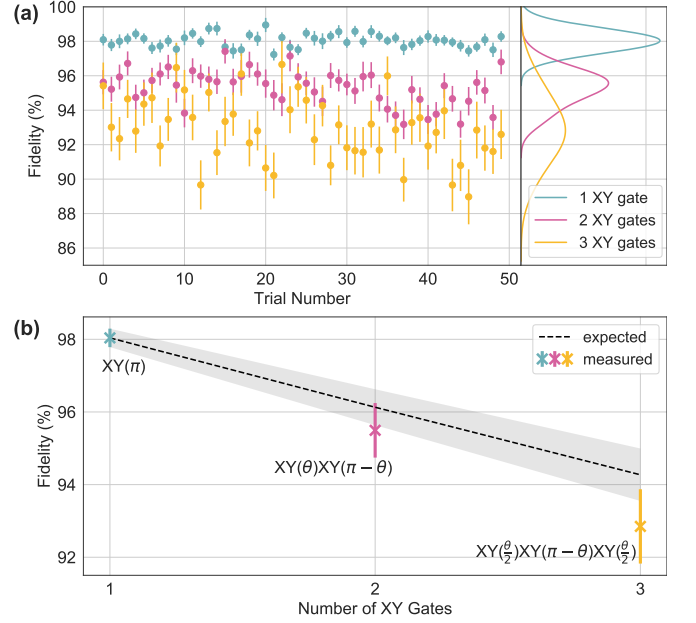 (a)
100
98
96
94
92
90
88
86
Fidelity (%)
0
10
20
30
40
50
Trial Number
1 XY gate
2 XY gates
3 XY gates
(b)
98
96
94
92
Fidelity (%)
expected
measured
XY(π)
XY(θ)XY(π − θ)
XY(θ/2)XY(π − θ)XY(θ/2)
1
2
3
Number of XY Gates